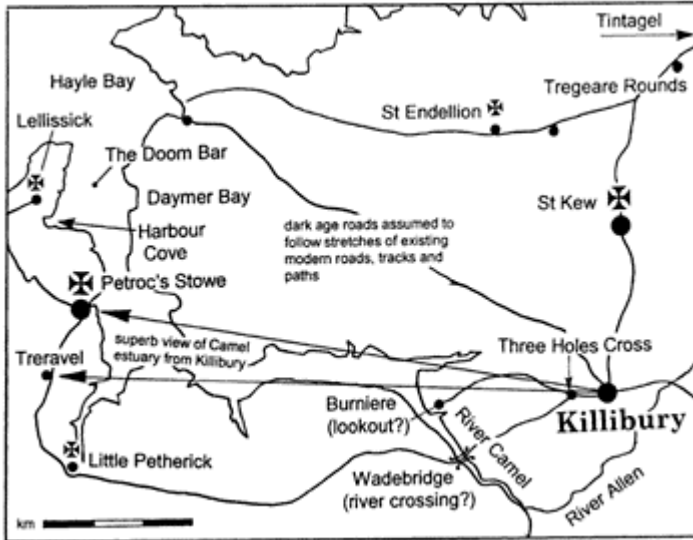 Tintagel
Hayle Bay
Tregeare Rounds
St Endellion
Lellissick
The Doom Bar
Daymer Bay
St Kew
Harbour
Cove
dark age roads assumed to
follow stretches of existing
modern roads, tracks and
paths
Petroc's Stowe
superb view of Camel
estuary from Killibury
Three Holes Cross
Treravel
Burniere
(lookout?)
Killibury
River Camel
Little Petherick
Wadebridge
(river crossing?)
River Allen
km